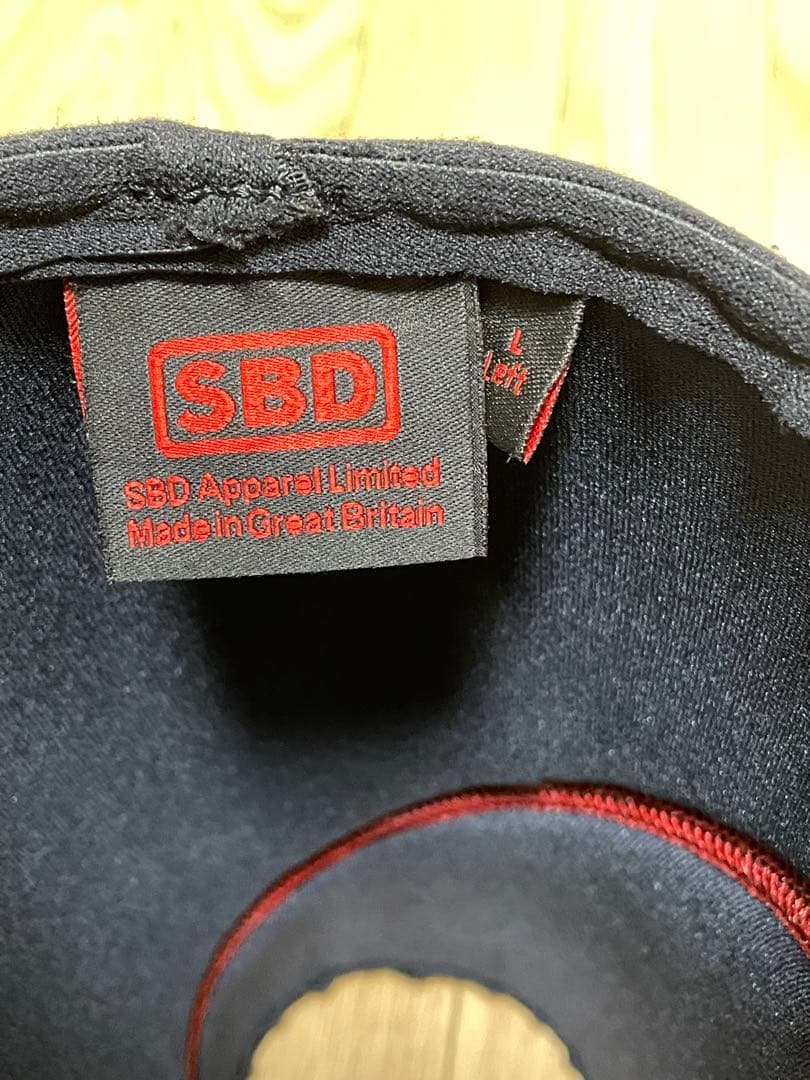 SBD
SBD Apparel Limited
Made in Great Britain
L
Left